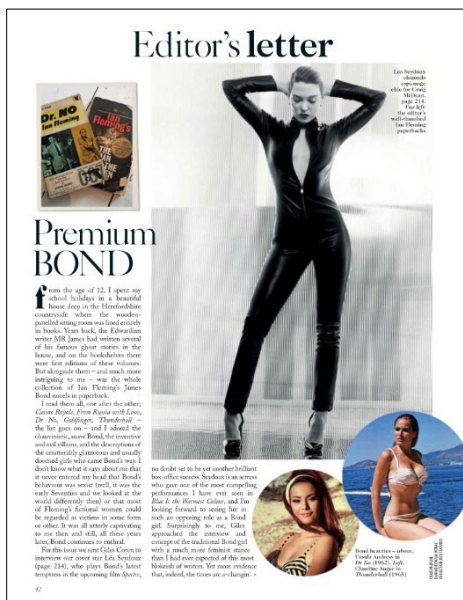 Editor's letter
Léa Seydoux
channels
espionage
chic for Craig
McDean,
page 214.
Far left:
the editor's
well-thumbed
Ian Fleming
paperbacks
Dr. NO
Ian Fleming
Ian
Fleming's
Premium
BOND
from the age of 12, I spent my
school holidays in a beautiful
house deep in the Herefordshire
countryside where the wooden-
panelled sitting room was lined entirely
in books. Years back, the Edwardian
writer MR James had written several
of his famous ghost stories in the
house, and on the bookshelves there
were first editions of these volumes.
But alongside them – and much more
intriguing to me – was the whole
collection of Ian Fleming's James
Bond novels in paperback.
I read them all, one after the other;
Casino Royale, From Russia with Love,
Dr No, Goldfinger, Thunderball –
the list goes on – and I adored the
chauvinistic, suave Bond, the inventive
and evil villains, and the descriptions of
the unutterably glamorous and usually
doomed girls who came Bond's way. I
don't know what it says about me that
it never entered my head that Bond's
behaviour was sexist (well, it was the
early Seventies and we looked at the
world differently then) or that most
of Fleming's fictional women could
be regarded as victims in some form
or other. It was all utterly captivating
to me then and still, all these years
later, Bond continues to enthral.
For this issue we sent Giles Coren to
interview our cover star Léa Seydoux
(page 214), who plays Bond's latest
temptress in the upcoming film Spectre,
no doubt set to be yet another brilliant
box-office success. Seydoux is an actress
who gave one of the most compelling
performances I have ever seen in
Blue Is the Warmest Colour, and I'm
looking forward to seeing her in
such an opposing role as a Bond
girl. Surprisingly to me, Giles
approached the interview and
concept of the traditional Bond girl
with a much more feminist stance
than I had ever expected of this most
blokeish of writers. Yet more evidence
that, indeed, the times are a-changin'. >
Bond beauties – above,
Ursula Andress in
Dr No (1962). Left,
Claudine Auger in
Thunderball (1965)
42